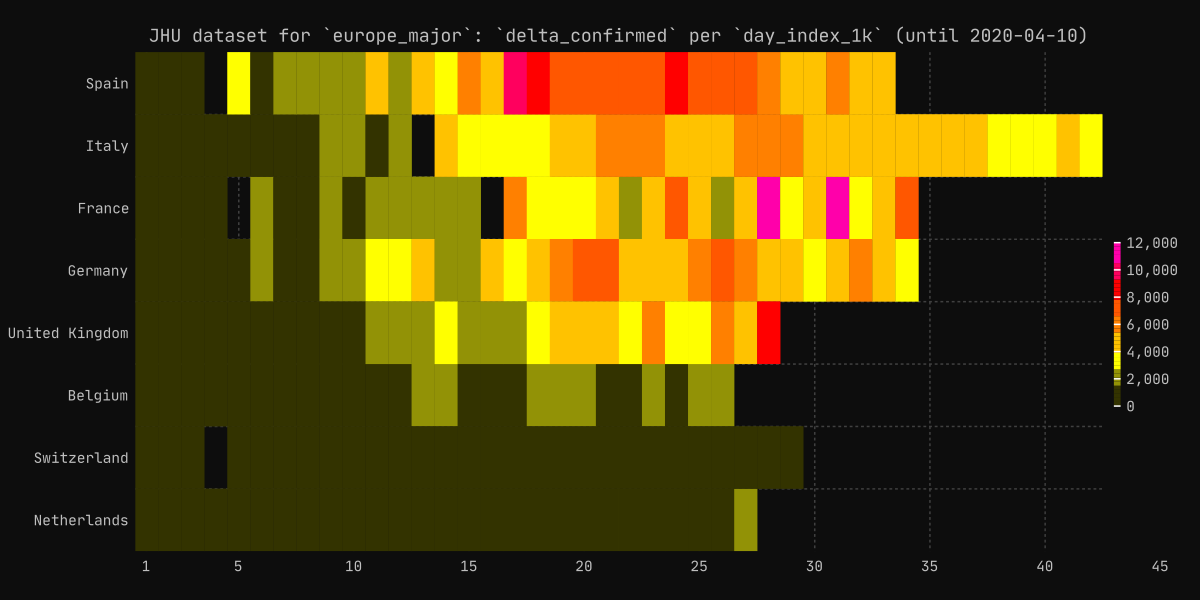 JHU dataset for `europe_major`: `delta_confirmed` per `day_index_1k` (until 2020-04-10)
Spain
Italy
France
Germany
United Kingdom
Belgium
Switzerland
Netherlands
12,000
10,000
8,000
6,000
4,000
2,000
0
1 5 10 15 20 25 30 35 40 45